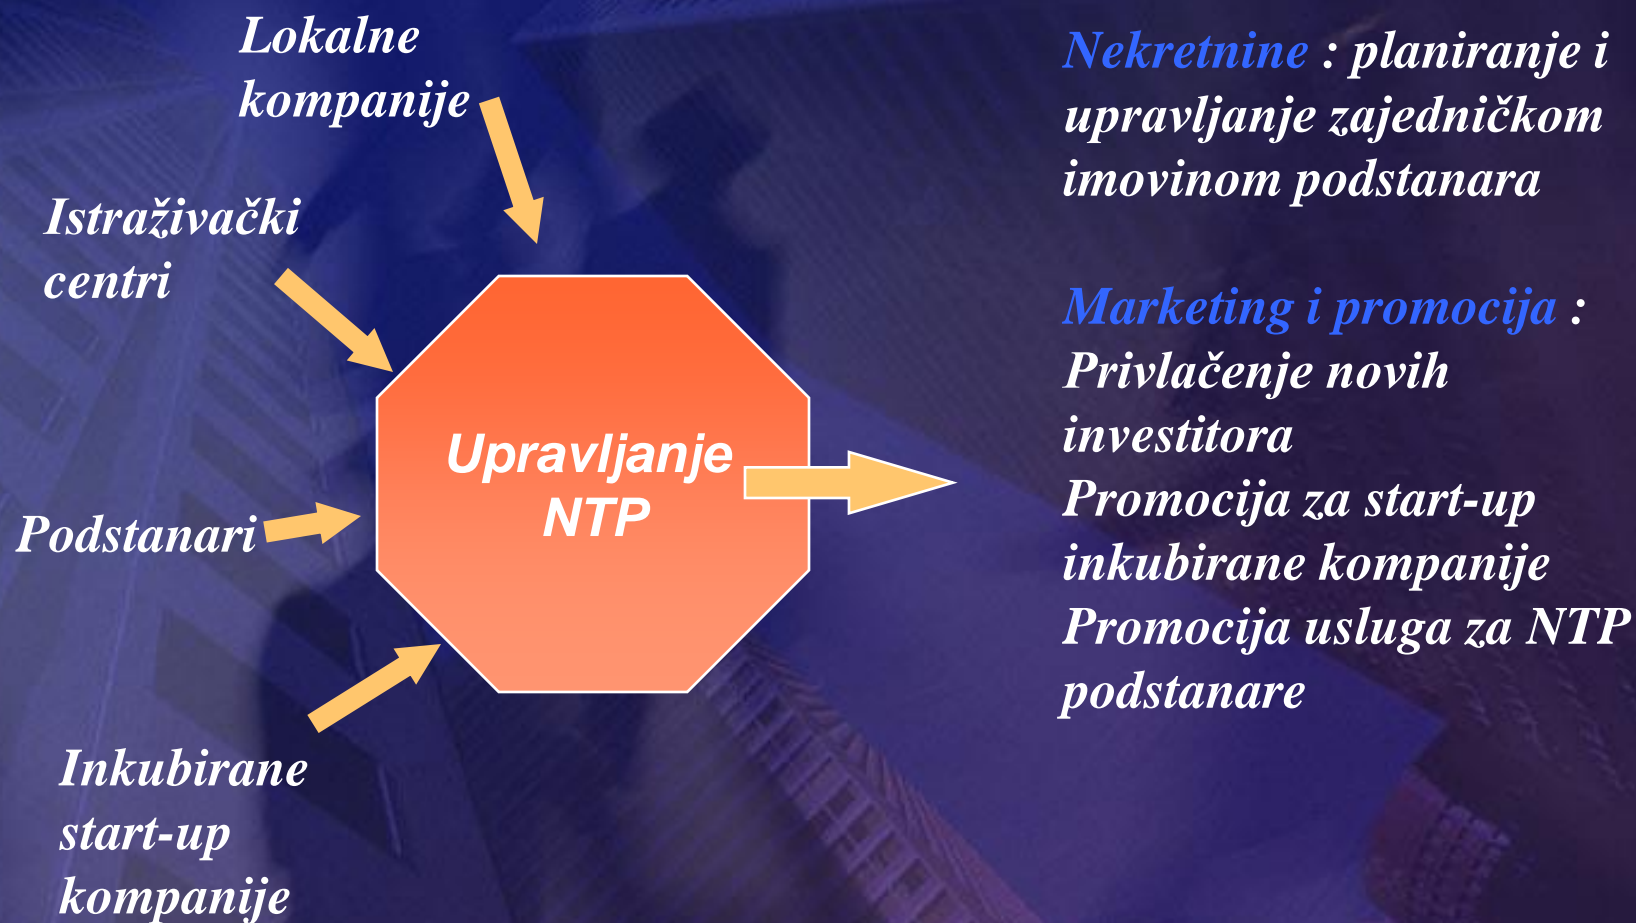 Lokalne
kompanije
Istraživački
centri
Podstanari
Inkubirane
start-up
kompanije
Upravljanje
NTP
Nekretnine : planiranje i
upravljanje zajedničkom
imovinom podstanara
Marketing i promocija :
Privlačenje novih
investitora
Promocija za start-up
inkubirane kompanije
Promocija usluga za NTP
podstanare